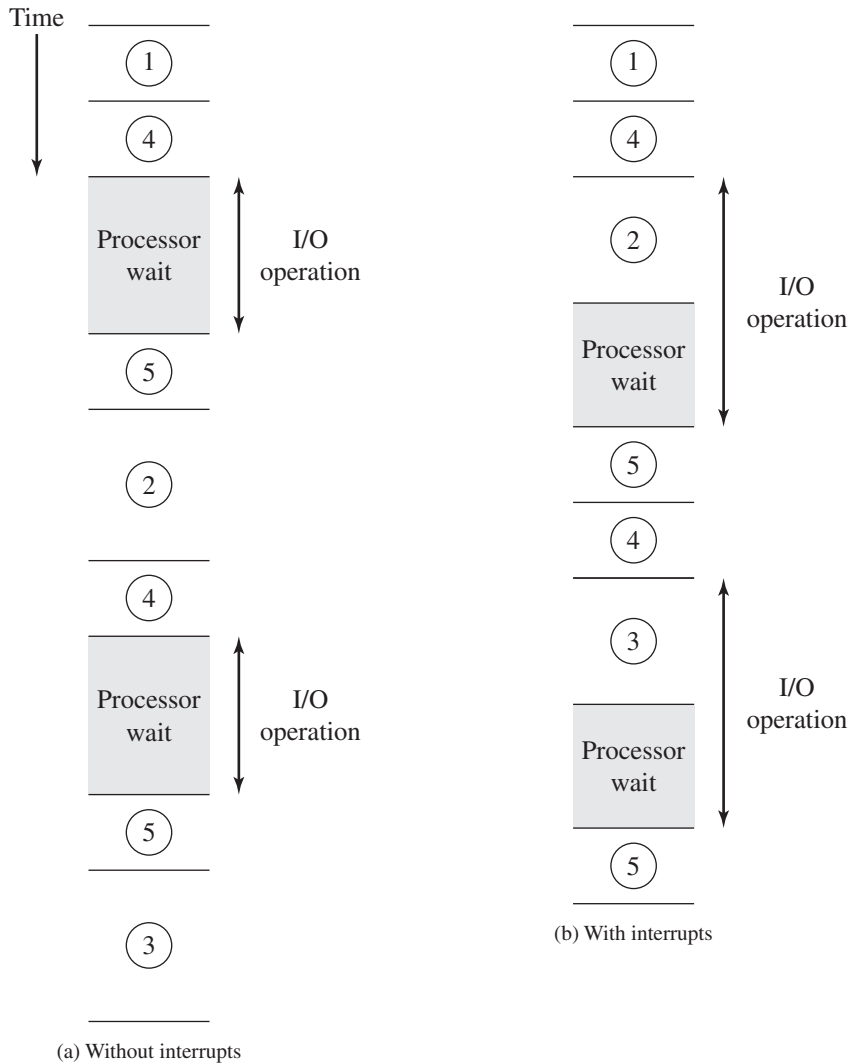 Time
①
④
Processor
wait
I/O
operation
⑤
②
④
Processor
wait
I/O
operation
⑤
③
(a) Without interrupts
①
④
②
I/O
operation
Processor
wait
⑤
④
③
I/O
operation
Processor
wait
⑤
(b) With interrupts